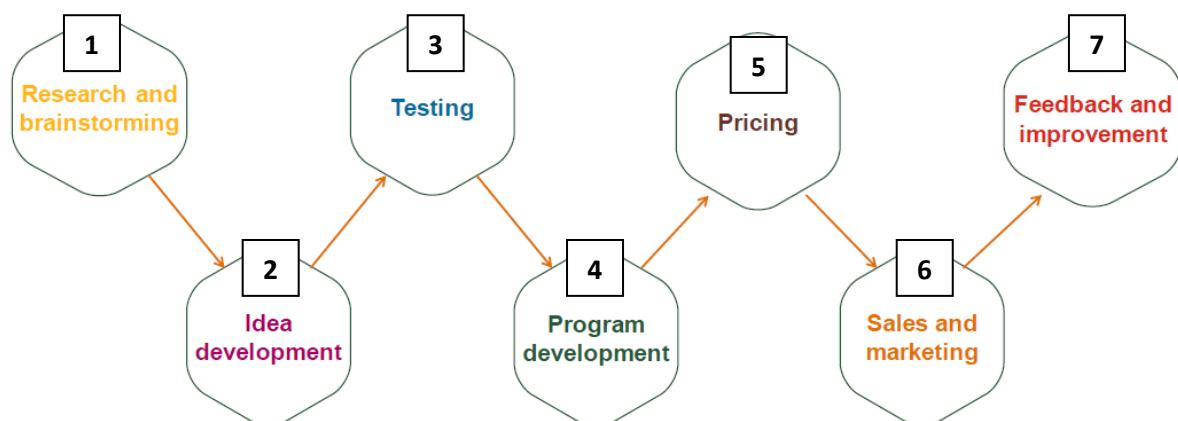 1
Research and
brainstorming
2
Idea
development
3
Testing
4
Program
development
5
Pricing
6
Sales and
marketing
7
Feedback and
improvement